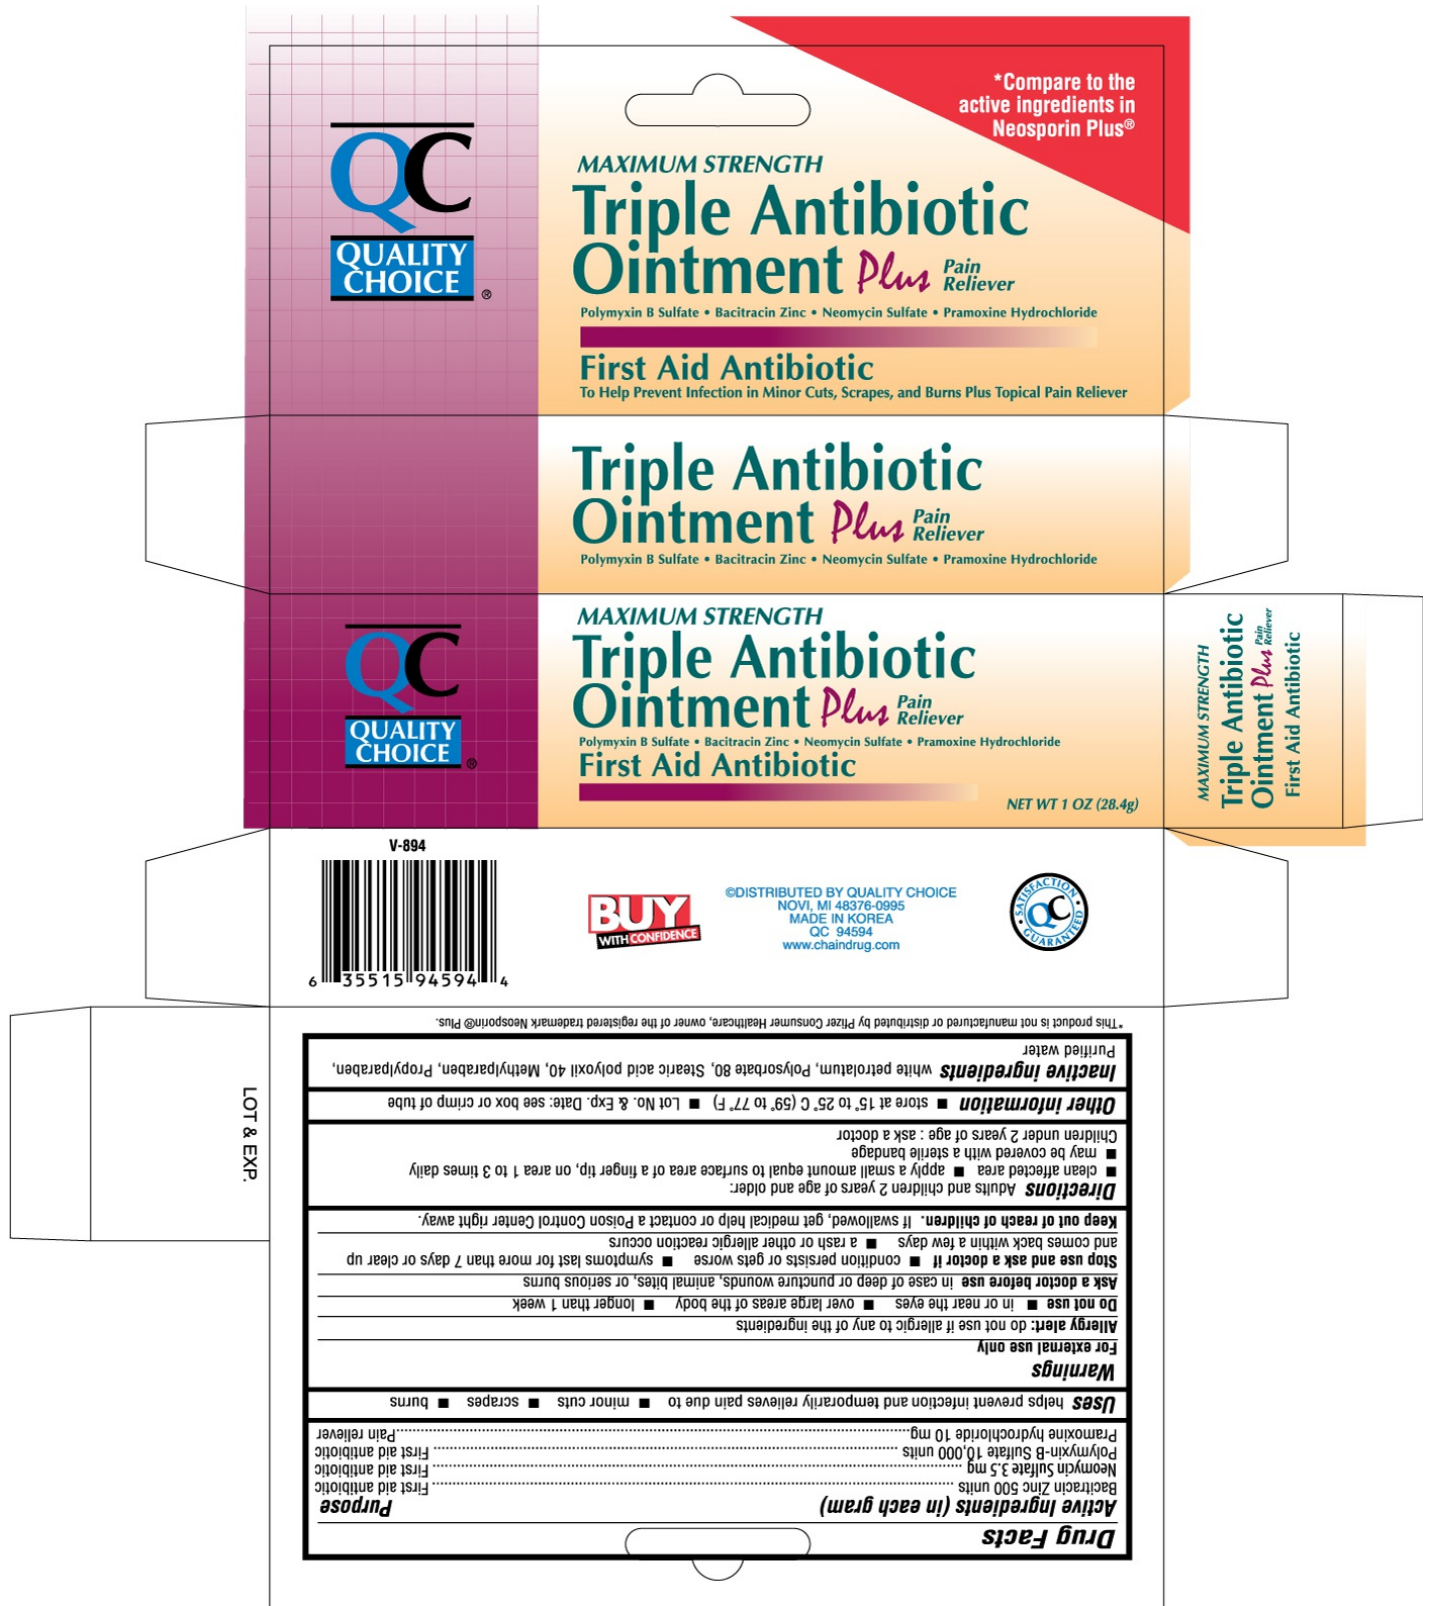 *Compare to the
active ingredients in
Neosporin Plus®
QC
QUALITY
CHOICE ®
MAXIMUM STRENGTH
Triple Antibiotic
Ointment Plus Pain
Reliever
Polymyxin B Sulfate • Bacitracin Zinc • Neomycin Sulfate • Pramoxine Hydrochloride
First Aid Antibiotic
To Help Prevent Infection in Minor Cuts, Scrapes, and Burns Plus Topical Pain Reliever
Triple Antibiotic
Ointment Plus Pain
Reliever
Polymyxin B Sulfate • Bacitracin Zinc • Neomycin Sulfate • Pramoxine Hydrochloride
QC
QUALITY
CHOICE ®
MAXIMUM STRENGTH
Triple Antibiotic
Ointment Plus Pain
Reliever
Polymyxin B Sulfate • Bacitracin Zinc • Neomycin Sulfate • Pramoxine Hydrochloride
First Aid Antibiotic
NET WT 1 OZ (28.4g)
MAXIMUM STRENGTH
Triple Antibiotic
Ointment Plus Pain
Reliever
First Aid Antibiotic
V-894
6 35515 94594 4
BUY
WITH CONFIDENCE
©DISTRIBUTED BY QUALITY CHOICE
NOVI, MI 48376-0995
MADE IN KOREA
QC 94594
www.chaindrug.com
• SATISFACTION •
QC
GUARANTEED
LOT & EXP.
Drug Facts
Active Ingredients (in each gram) Purpose
Bacitracin Zinc 500 units First aid antibiotic
Neomycin Sulfate 3.5 mg First aid antibiotic
Polymyxin-B Sulfate 10,000 units First aid antibiotic
Pramoxine hydrochloride 10 mg Pain reliever
Uses helps prevent infection and temporarily relieves pain due to ■ minor cuts ■ scrapes ■ burns
Warnings
For external use only
Allergy alert: do not use if allergic to any of the ingredients
Do not use ■ in or near the eyes ■ over large areas of the body ■ longer than 1 week
Ask a doctor before use in case of deep or puncture wounds, animal bites, or serious burns
Stop use and ask a doctor if ■ condition persists or gets worse ■ symptoms last for more than 7 days or clear up
and comes back within a few days ■ a rash or other allergic reaction occurs
Keep out of reach of children. If swallowed, get medical help or contact a Poison Control Center right away.
Directions Adults and children 2 years of age and older:
■ clean affected area ■ apply a small amount equal to surface area of a finger tip, on area 1 to 3 times daily
■ may be covered with a sterile bandage
Children under 2 years of age : ask a doctor
Other information ■ store at 15° to 25° C (59° to 77° F) ■ Lot No. & Exp. Date: see box or crimp of tube
Inactive ingredients white petrolatum, Polysorbate 80, Stearic acid polyoxil 40, Methylparaben, Propylparaben,
Purified water
*This product is not manufactured or distributed by Pfizer Consumer Healthcare, owner of the registered trademark Neosporin® Plus.